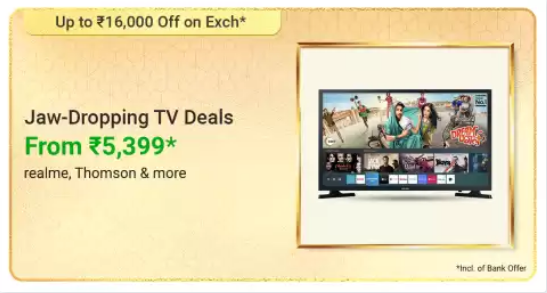 Up to ₹16,000 Off on Exch*
Jaw-Dropping TV Deals
From ₹5,399*
realme, Thomson & more
*Incl. of Bank Offer